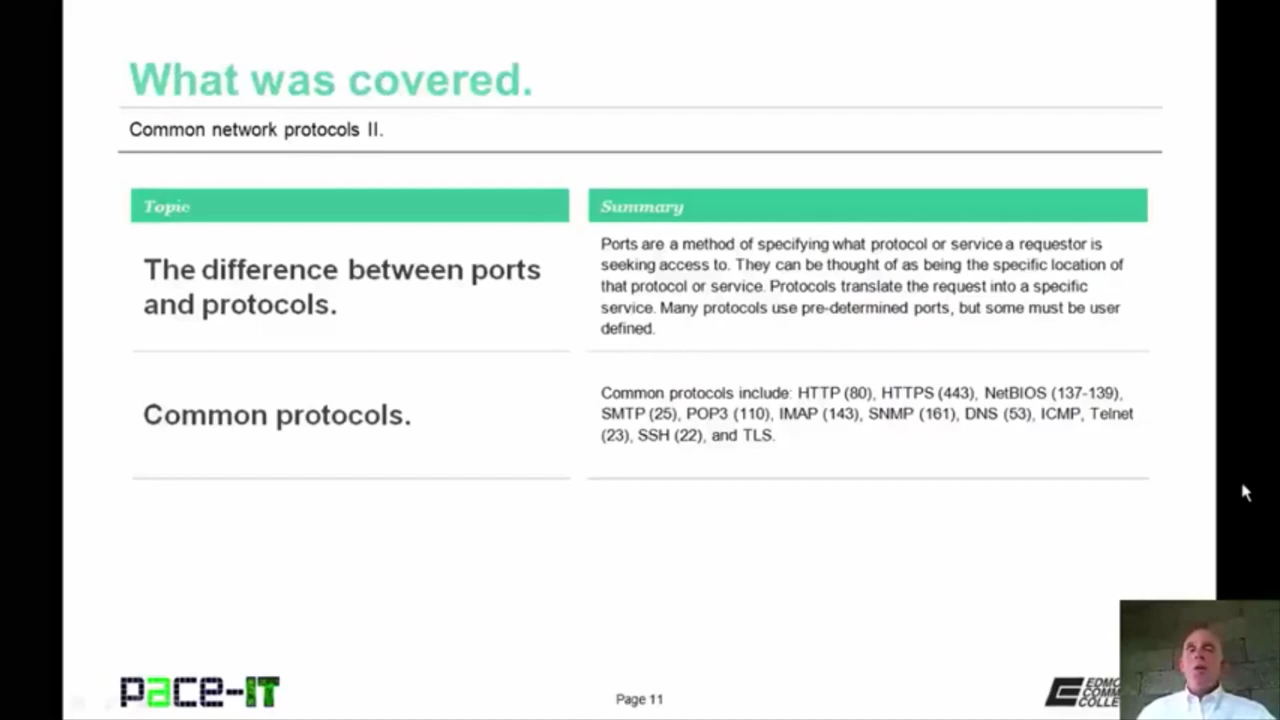 What was covered.
Common network protocols II.
Topic
Summary
The difference between ports
and protocols.
Ports are a method of specifying what protocol or service a requestor is
seeking access to. They can be thought of as being the specific location of
that protocol or service. Protocols translate the request into a specific
service. Many protocols use pre-determined ports, but some must be user
defined.
Common protocols.
Common protocols include: HTTP (80), HTTPS (443), NetBIOS (137-139),
SMTP (25), POP3 (110), IMAP (143), SNMP (161), DNS (53), ICMP, Telnet
(23), SSH (22), and TLS.
PACE-IT
Page 11